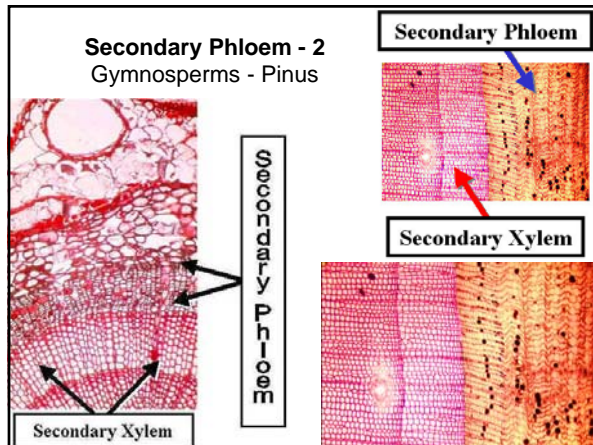 Secondary Phloem - 2
Gymnosperms - Pinus
Secondary Phloem
Secondary Xylem
Secondary Phloem
Secondary Xylem